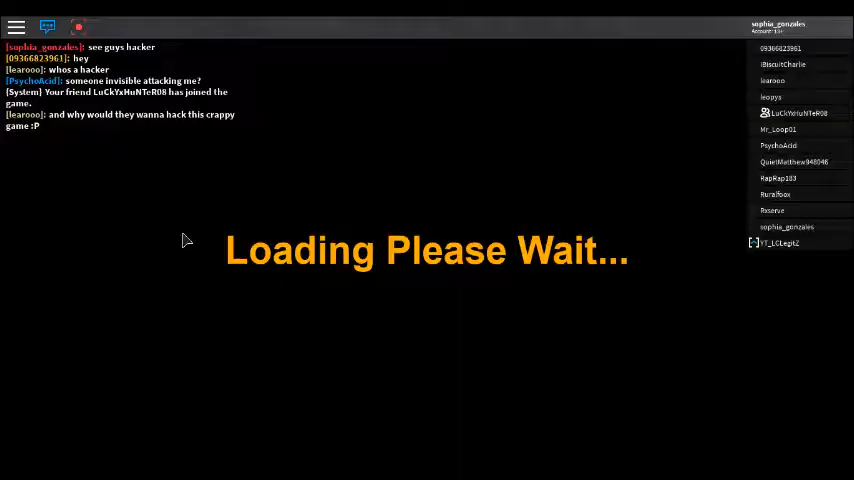 sophia_gonzales
Account: 13+
[sophia_gonzales]: see guys hacker
[09366823961]: hey
[learooo]: whos a hacker
[PsychoAcid]: someone invisible attacking me?
{System} Your friend LuCkYxHuNTeR08 has joined the
game.
[learooo]: and why would they wanna hack this crappy
game :P
09366823961
iBiscuitCharlie
learooo
leopys
LuCkYxHuNTeR08
Mr_Loop01
PsychoAcid
QuietMatthew948046
RapRap183
Ruralfoox
Rxserve
sophia_gonzales
YT_LCLegitZ
Loading Please Wait...